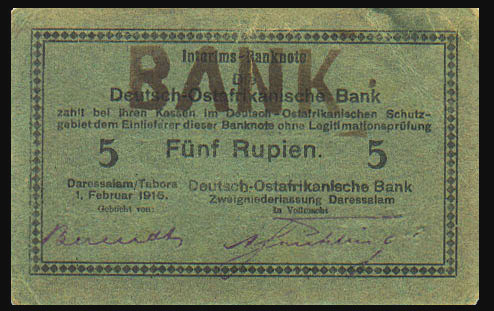 BANK
Interims-Banknote
Die
Deutsch-Ostafrikanische Bank
zahlt bei ihren Kassen im Deutsch-Ostafrikanischen Schutz-
gebiet dem Einlieferer dieser Banknote ohne Legitimationsprüfung
5 Fünf Rupien. 5
Daressalam/Tabora
1. Februar 1916.
Gebucht von:
Deutsch-Ostafrikanische Bank
Zweigniederlassung Daressalam
In Vollmacht